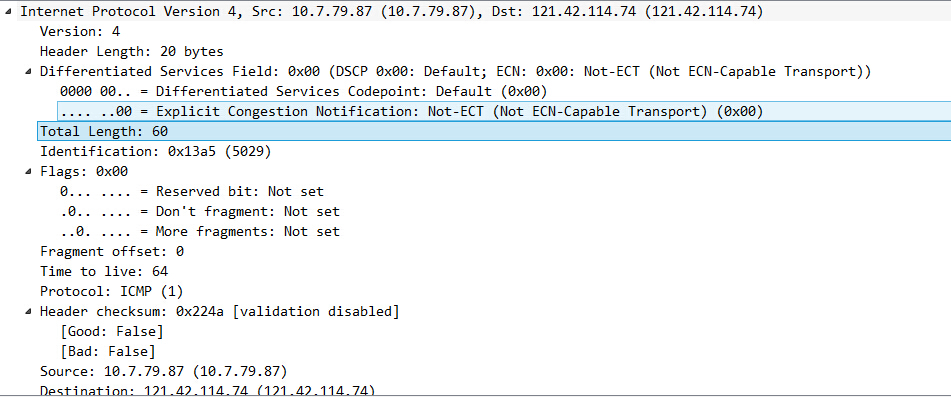 Internet Protocol Version 4, Src: 10.7.79.87 (10.7.79.87), Dst: 121.42.114.74 (121.42.114.74)
Version: 4
Header Length: 20 bytes
Differentiated Services Field: 0x00 (DSCP 0x00: Default; ECN: 0x00: Not-ECT (Not ECN-Capable Transport))
0000 00.. = Differentiated Services Codepoint: Default (0x00)
.... ..00 = Explicit Congestion Notification: Not-ECT (Not ECN-Capable Transport) (0x00)
Total Length: 60
Identification: 0x13a5 (5029)
Flags: 0x00
0... .... = Reserved bit: Not set
.0.. .... = Don't fragment: Not set
..0. .... = More fragments: Not set
Fragment offset: 0
Time to live: 64
Protocol: ICMP (1)
Header checksum: 0x224a [validation disabled]
[Good: False]
[Bad: False]
Source: 10.7.79.87 (10.7.79.87)
Destination: 121.42.114.74 (121.42.114.74)